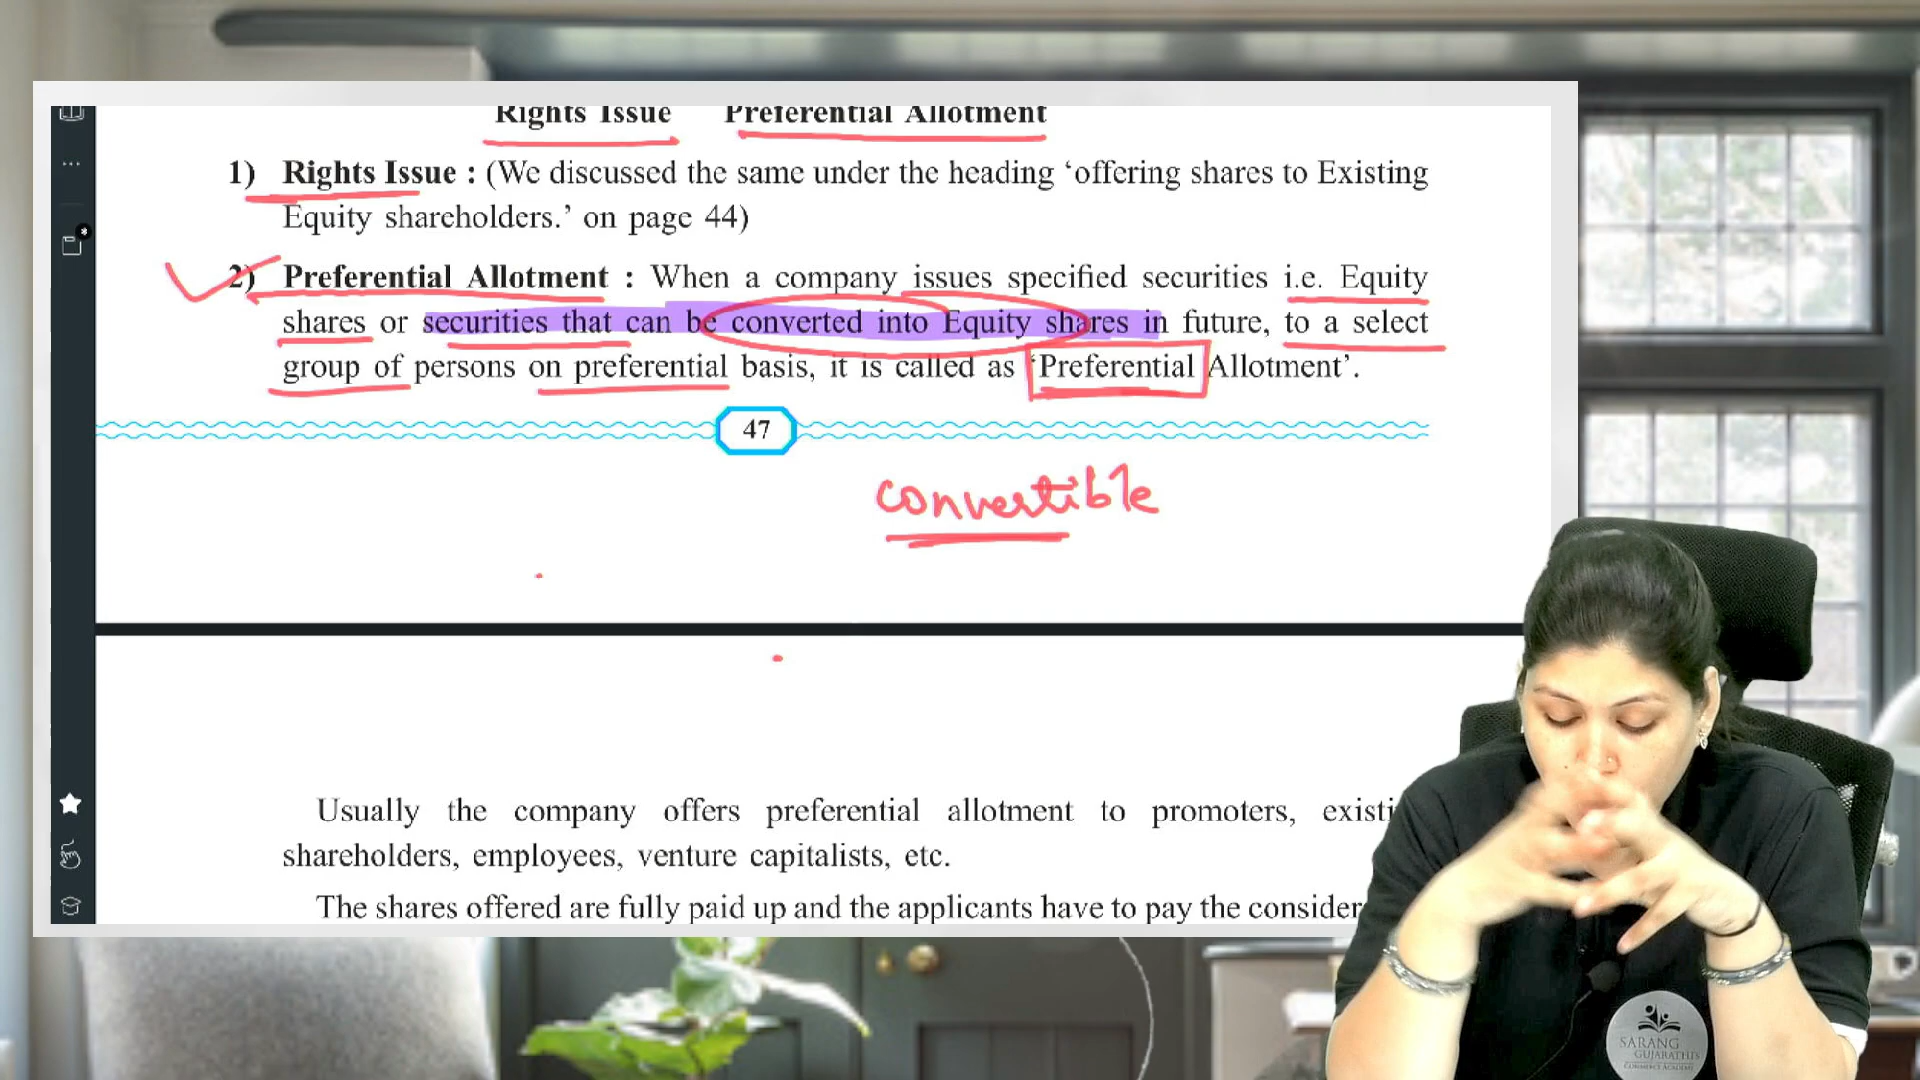 Rights Issue Preferential Allotment
1) Rights Issue : (We discussed the same under the heading ‘offering shares to Existing
Equity shareholders.’ on page 44)
2) Preferential Allotment : When a company issues specified securities i.e. Equity
shares or securities that can be converted into Equity shares in future, to a select
group of persons on preferential basis, it is called as ‘Preferential Allotment’.
47
convertible
Usually the company offers preferential allotment to promoters,
shareholders, employees, venture capitalists, etc.
The shares offered are fully paid up and the applicants have to pay the
SARANG
GUJARATHI'S
COMMERCE ACADEMY